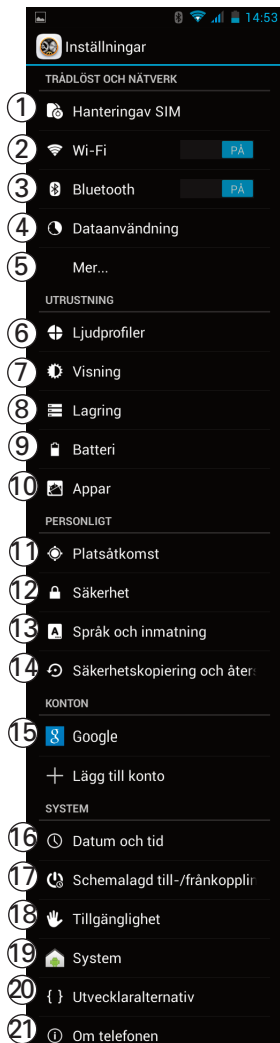 14:53
Inställningar
TRÅDLÖST OCH NÄTVERK
1 Hanteringav SIM
2 Wi-Fi PÅ
3 Bluetooth PÅ
4 Dataanvändning
5 Mer...
UTRUSTNING
6 Ljudprofiler
7 Visning
8 Lagring
9 Batteri
10 Appar
PERSONLIGT
11 Platsåtkomst
12 Säkerhet
13 A Språk och inmatning
14 Säkerhetskopiering och åters
KONTON
15 8 Google
Lägg till konto
SYSTEM
16 Datum och tid
17 Schemalagd till-/frånkopplin
18 Tillgänglighet
19 System
20 { } Utvecklaralternativ
21 Om telefonen